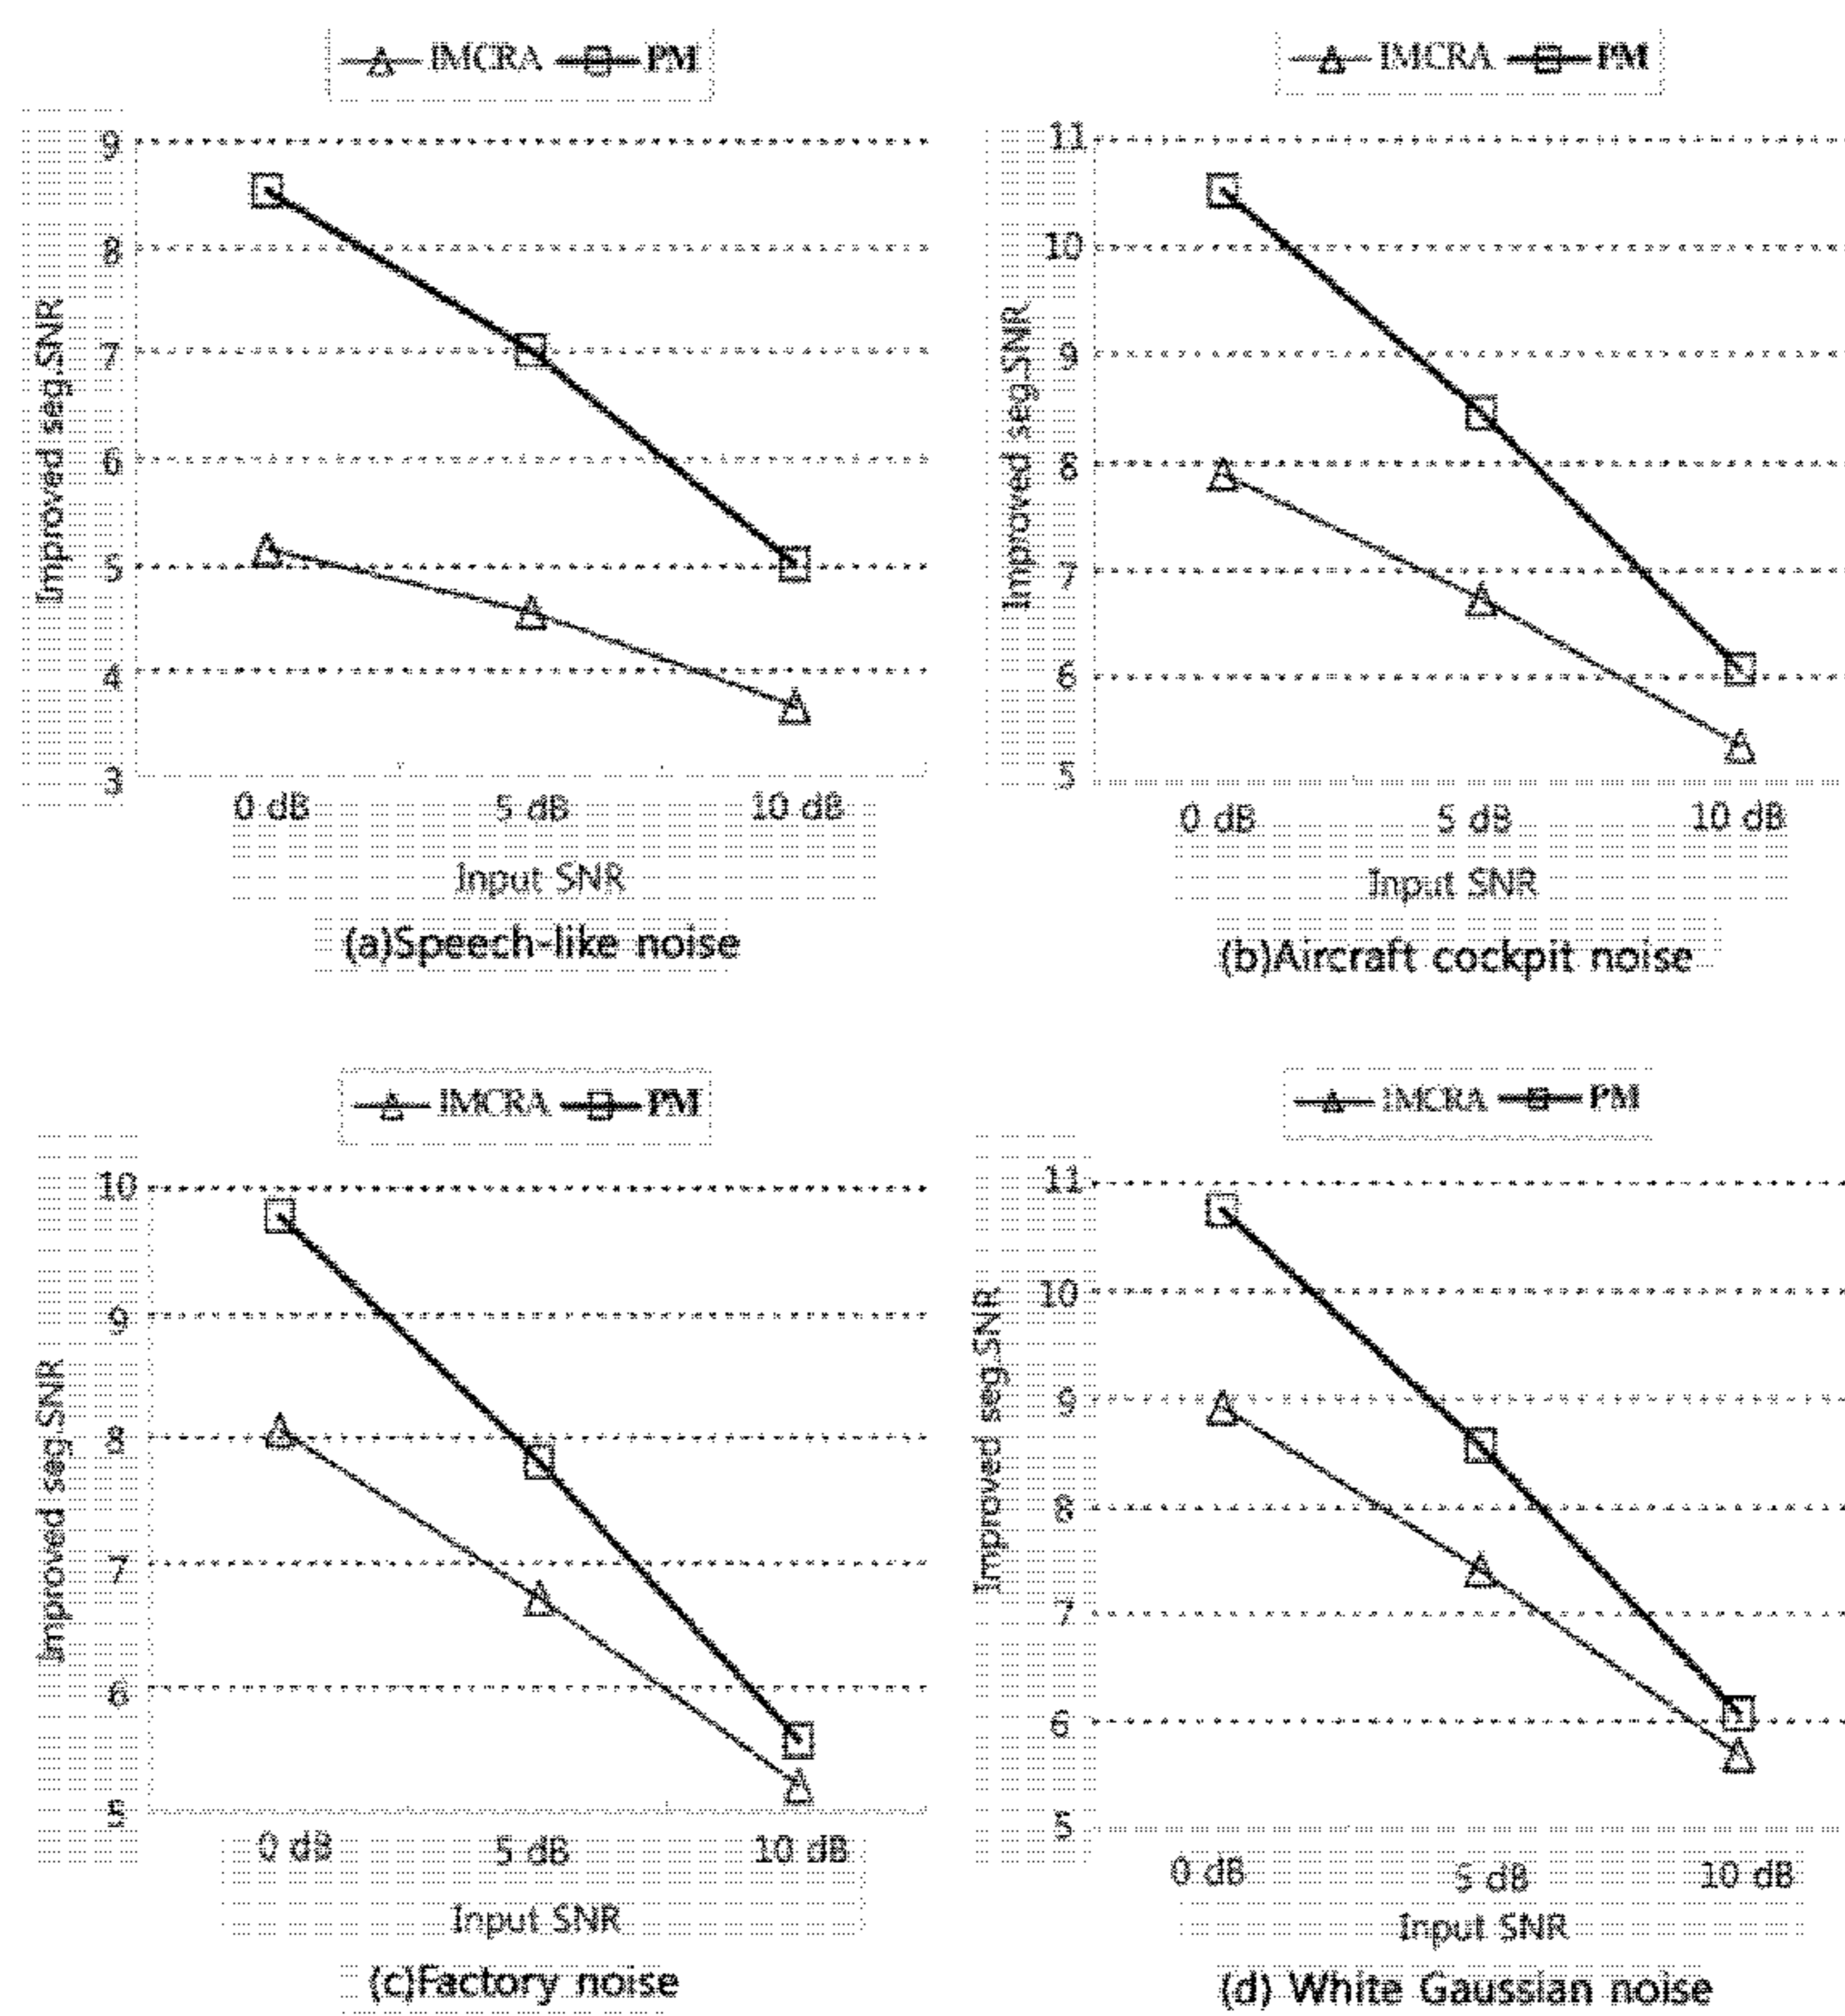 IMCRA PM
9
8
7
6
5
4
3
Improved seg.SNR
0 dB 5 dB 10 dB
Input SNR
(a)Speech-like noise
IMCRA PM
11
10
9
8
7
6
5
Improved seg.SNR
0 dB 5 dB 10 dB
Input SNR
(b)Aircraft cockpit noise
IMCRA PM
10
9
8
7
6
5
Improved seg.SNR
0 dB 5 dB 10 dB
Input SNR
(c)Factory noise
IMCRA PM
11
10
9
8
7
6
5
Improved seg.SNR
0 dB 5 dB 10 dB
Input SNR
(d) White Gaussian noise